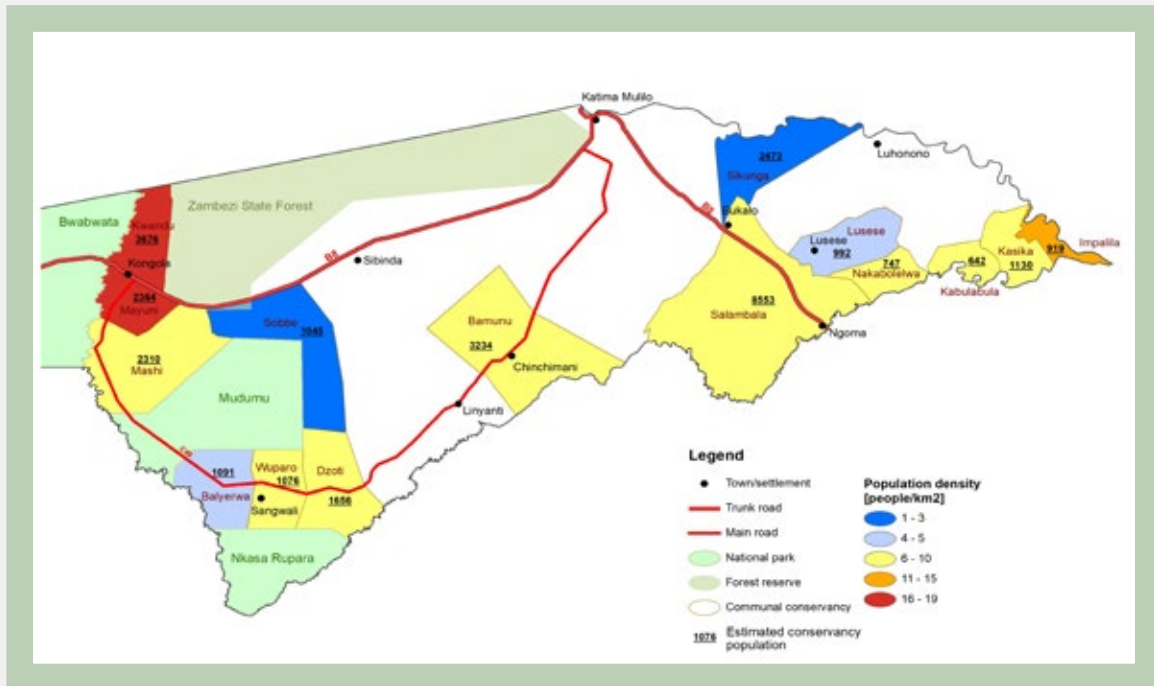 Katima Mulilo
Luhonono
2473
Sikunga
Zambezi State Forest
Bwabwata
Kwandu
3676
B8
Bukalo
Lusese
Lusese
992
Impalila
919
Kasika
1130
642
747
Nakabolelwa
Kabulabula
Kongola
Sibinda
B8
2364
Mayuni
Sobbe
1045
Bamunu
3234
8553
Salambala
Ngoma
2310
Mashi
Chinchimani
Mudumu
Linyanti
1091
Balyerwa
Wuparo
1076
Dzoti
1656
Sangwali
Nkasa Rupara
Legend
Town/settlement
Trunk road
Main road
National park
Forest reserve
Communal conservancy
1076 Estimated conservancy
population
Population density
[people/km2]
1 - 3
4 - 5
6 - 10
11 - 15
16 - 19